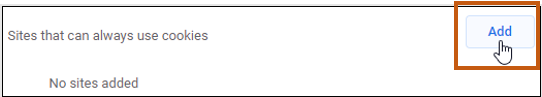 Sites that can always use cookies
Add
No sites added